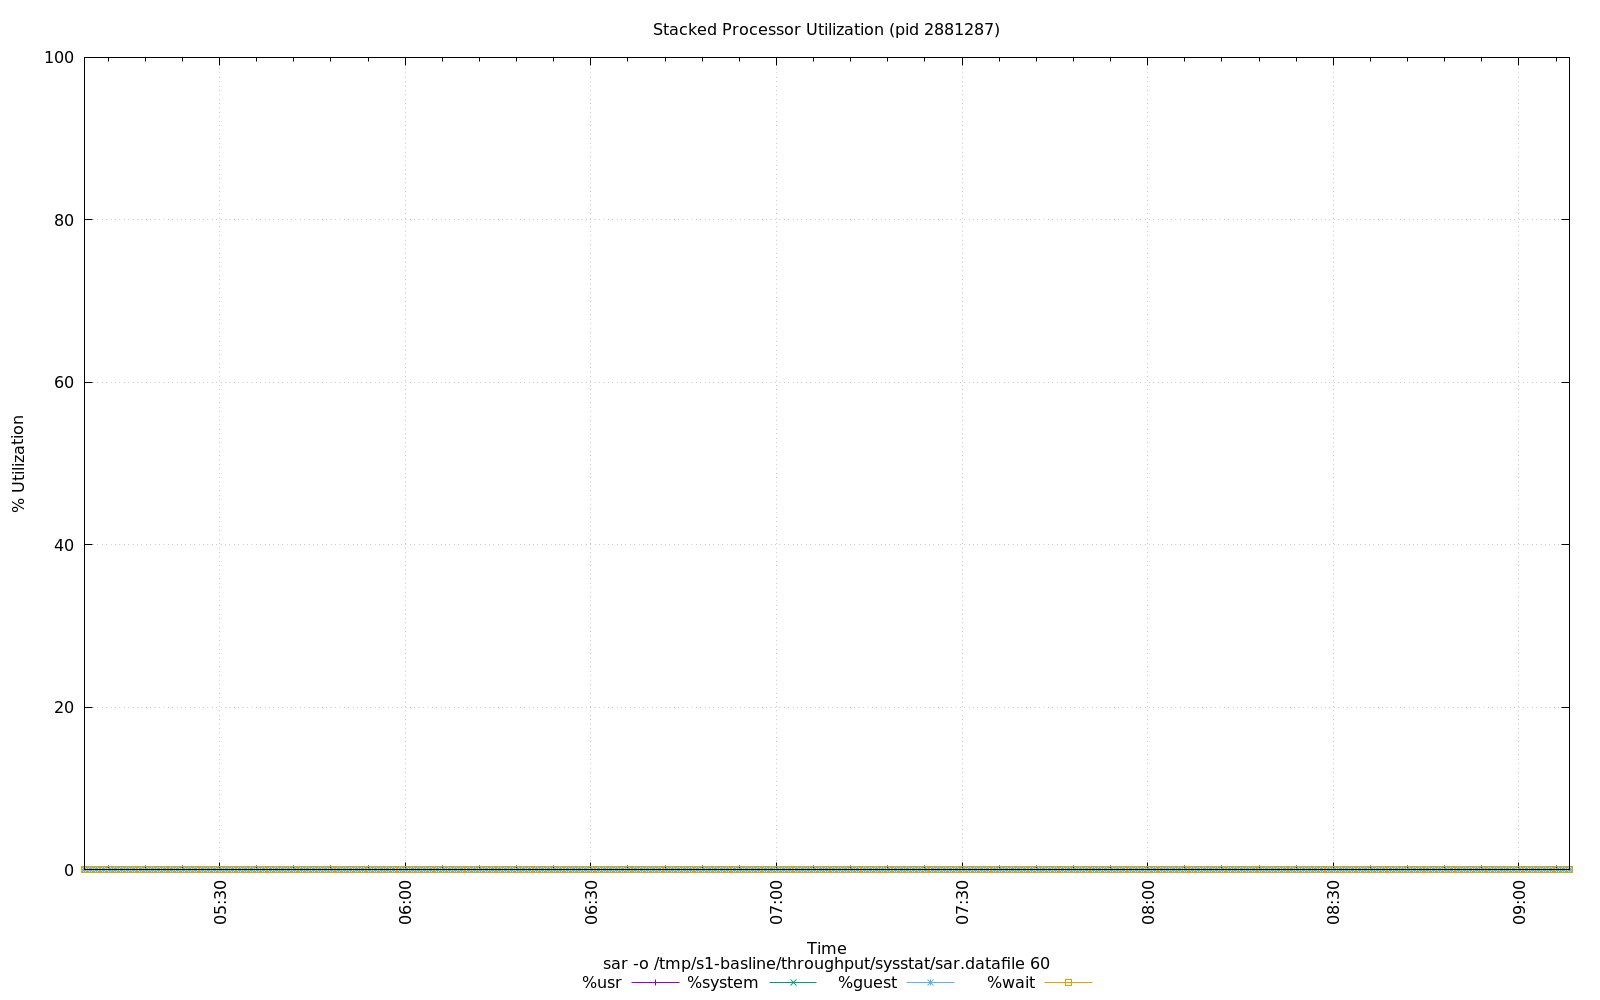 Stacked Processor Utilization (pid 2881287)
100
80
60
40
20
0
% Utilization
05:30
06:00
06:30
07:00
07:30
08:00
08:30
09:00
Time
sar -o /tmp/s1-basline/throughput/sysstat/sar.datafile 60
%usr %system %guest %wait